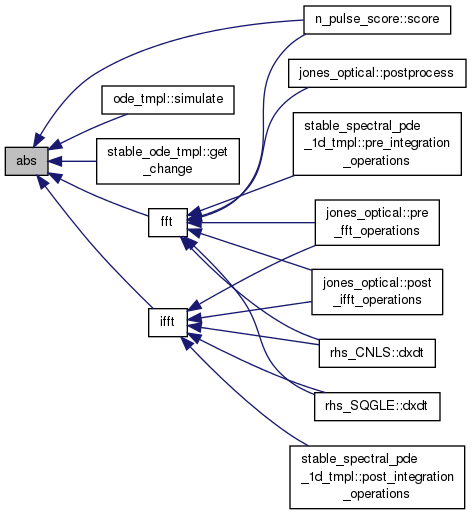 n_pulse_score::score
jones_optical::postprocess
ode_tmpl::simulate
stable_spectral_pde
_1d_tmpl::pre_integration
_operations
stable_ode_tmpl::get
_change
abs
fft
jones_optical::pre
_fft_operations
jones_optical::post
_ifft_operations
ifft
rhs_CNLS::dxdt
rhs_SQGLE::dxdt
stable_spectral_pde
_1d_tmpl::post_integration
_operations